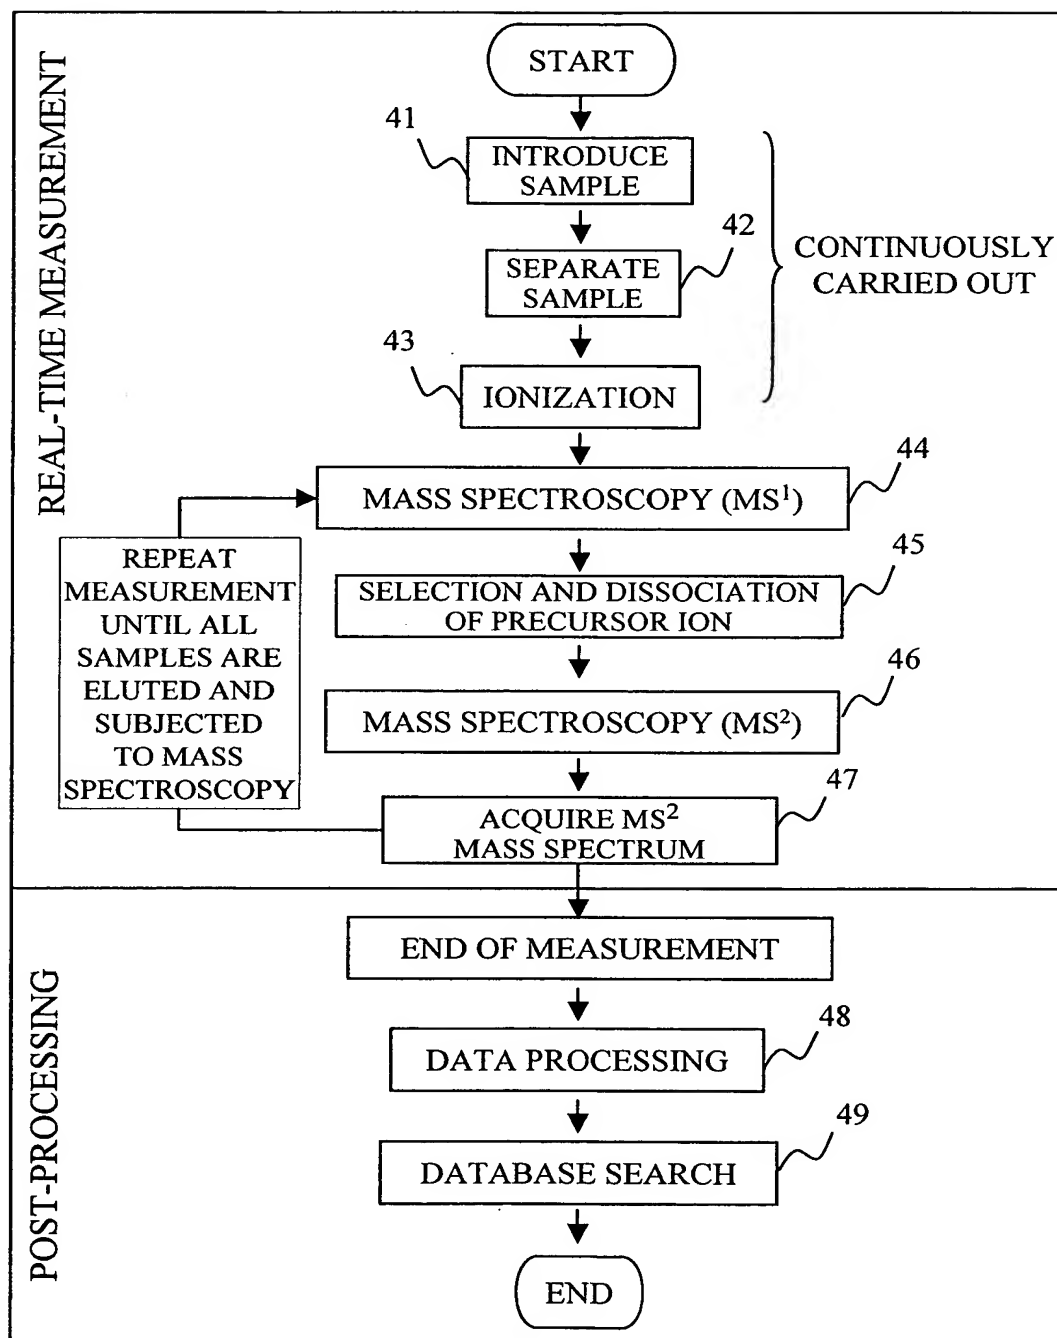 REAL-TIME MEASUREMENT
START
41
INTRODUCE
SAMPLE
42
SEPARATE
SAMPLE
CONTINUOUSLY
CARRIED OUT
43
IONIZATION
44
MASS SPECTROSCOPY (MS¹)
45
SELECTION AND DISSOCIATION
OF PRECURSOR ION
REPEAT
MEASUREMENT
UNTIL ALL
SAMPLES ARE
ELUTED AND
SUBJECTED
TO MASS
SPECTROSCOPY
46
MASS SPECTROSCOPY (MS²)
47
ACQUIRE MS²
MASS SPECTRUM
POST-PROCESSING
END OF MEASUREMENT
48
DATA PROCESSING
49
DATABASE SEARCH
END